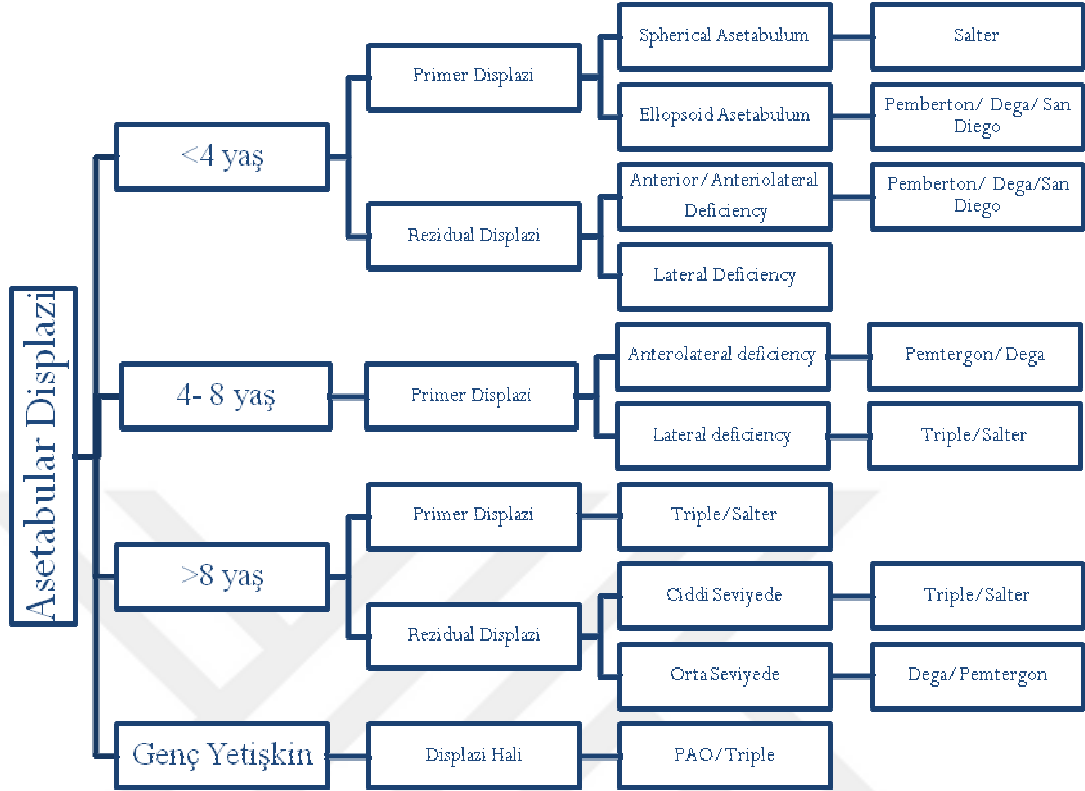 Asetabular Displazi
<4 yaş
Primer Displazi
Spherical Asetabulum
Salter
Ellopsoid Asetabulum
Pemberton/ Dega/ San
Diego
Rezidual Displazi
Anterior/Anteriolateral
Deficiency
Pemberton/ Dega/San
Diego
Lateral Deficiency
4- 8 yaş
Primer Displazi
Anterolateral deficiency
Pemtergon/ Dega
Lateral deficiency
Triple/Salter
>8 yaş
Primer Displazi
Triple/Salter
Rezidual Displazi
Ciddi Seviyede
Triple/Salter
Orta Seviyede
Dega/ Pemtergon
Genç Yetişkin
Displazi Hali
PAO/Triple